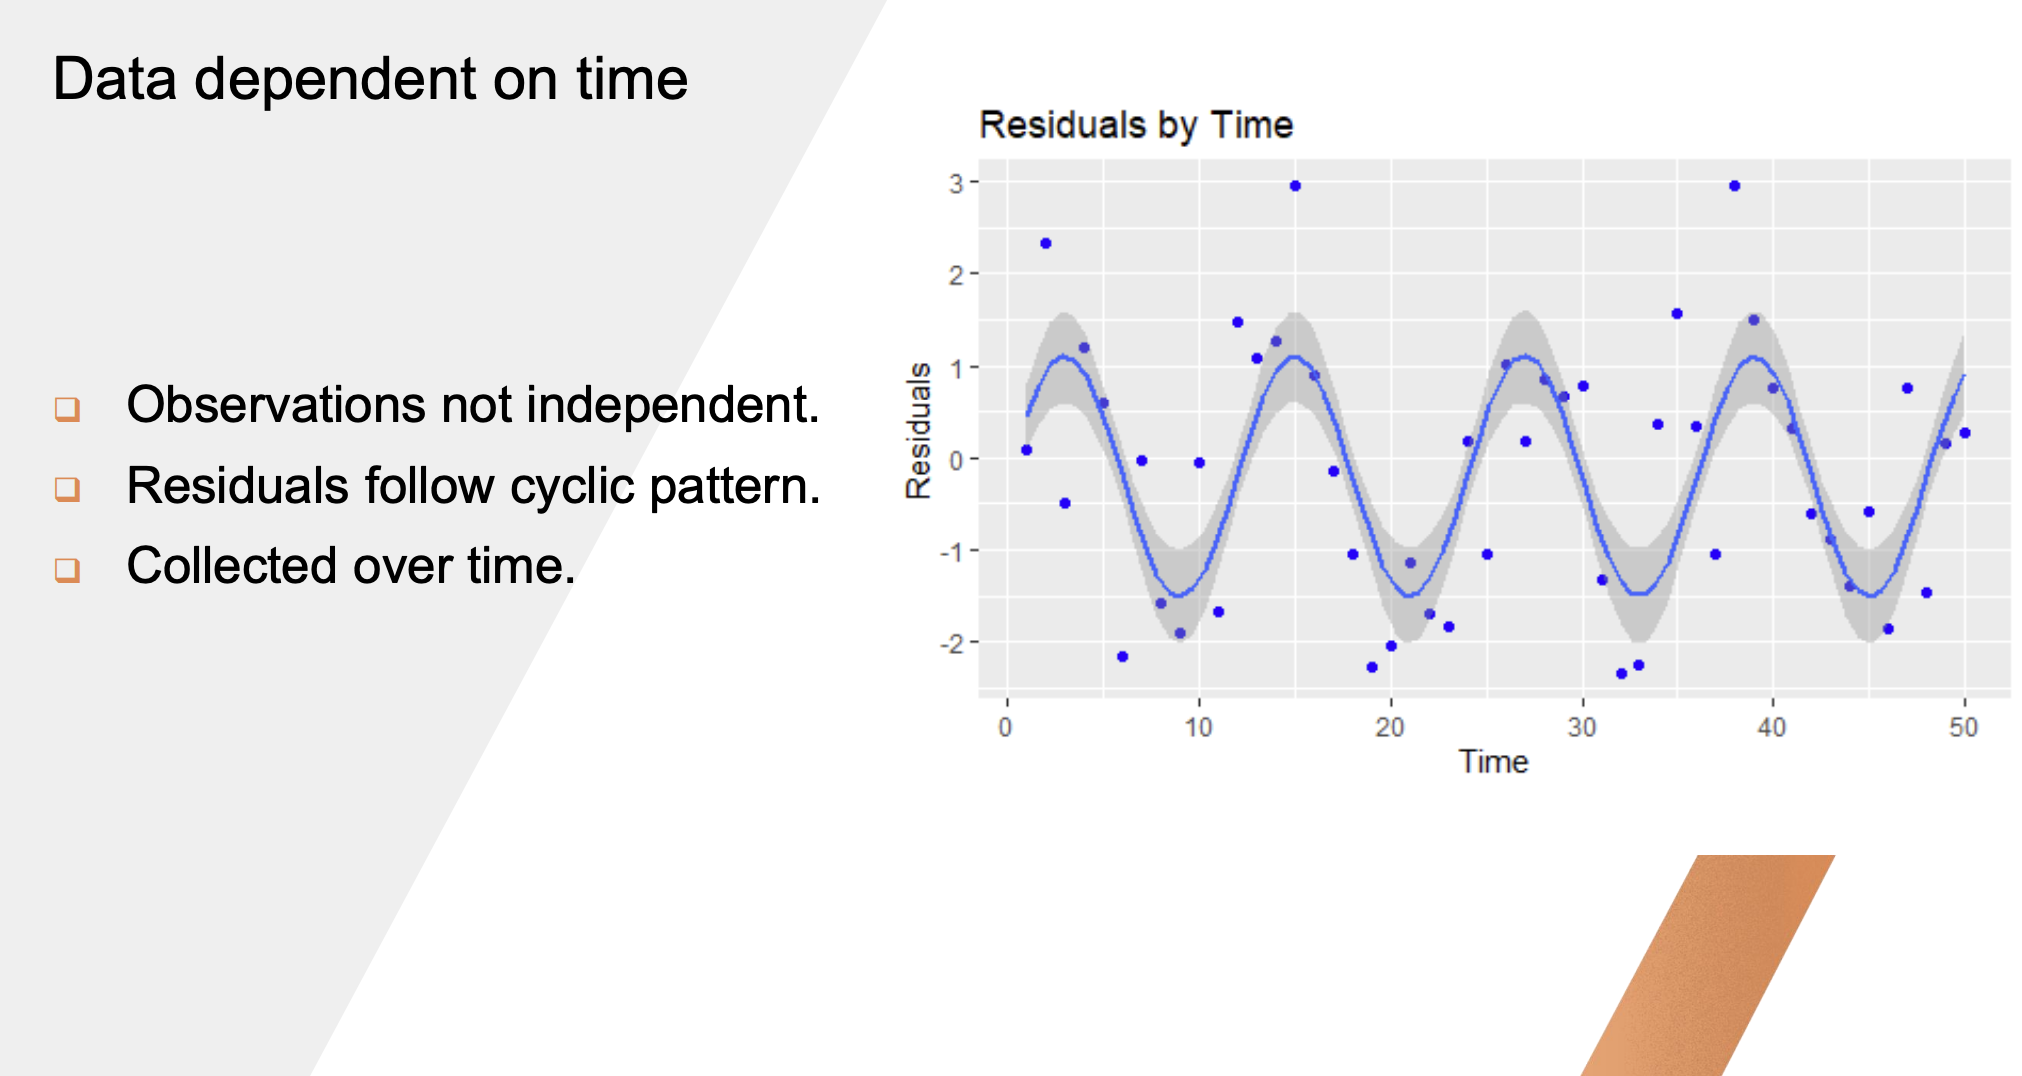 Data dependent on time
Observations not independent.
Residuals follow cyclic pattern.
Collected over time.
Residuals by Time
3
2
1
0
-1
-2
Residuals
0 10 20 30 40 50
Time